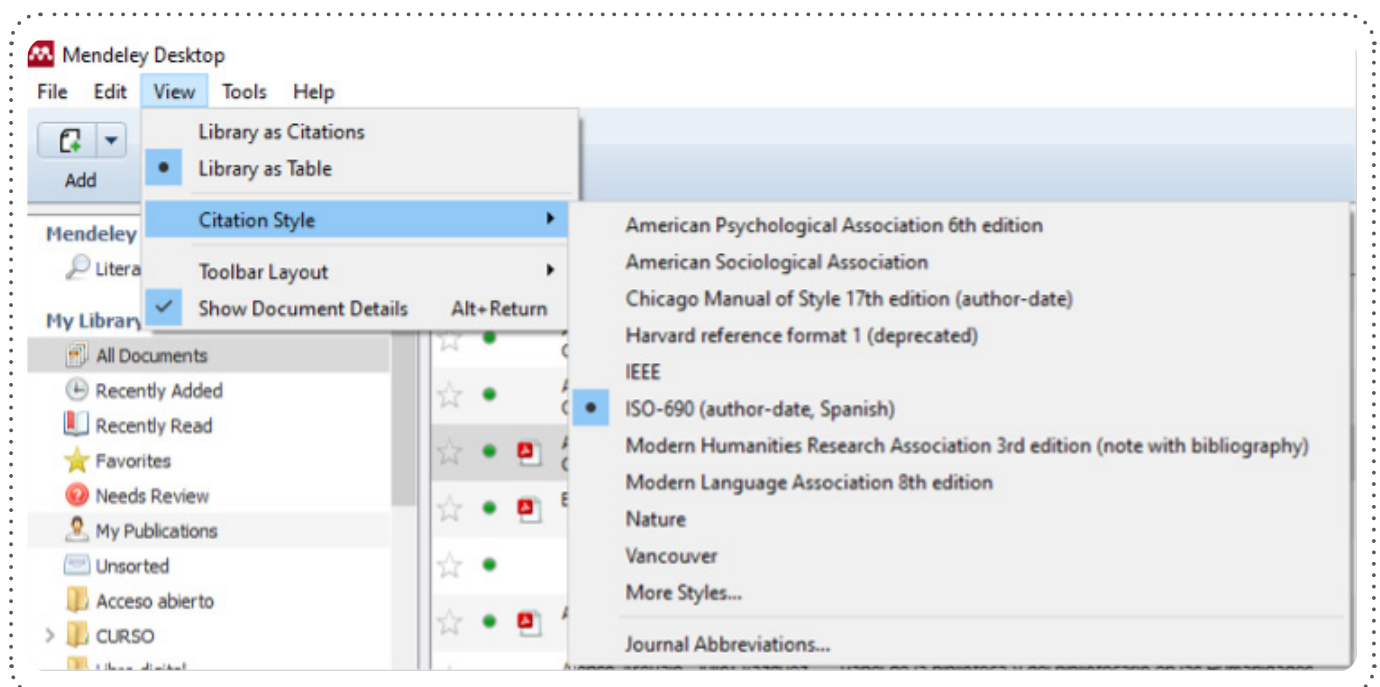 Mendeley Desktop
File Edit View Tools Help
Add
Library as Citations
Library as Table
Citation Style
Toolbar Layout
Show Document Details Alt+Return
American Psychological Association 6th edition
American Sociological Association
Chicago Manual of Style 17th edition (author-date)
Harvard reference format 1 (deprecated)
IEEE
ISO-690 (author-date, Spanish)
Modern Humanities Research Association 3rd edition (note with bibliography)
Modern Language Association 8th edition
Nature
Vancouver
More Styles...
Journal Abbreviations...
Mendeley
Litera
My Library
All Documents
Recently Added
Recently Read
Favorites
Needs Review
My Publications
Unsorted
Acceso abierto
CURSO